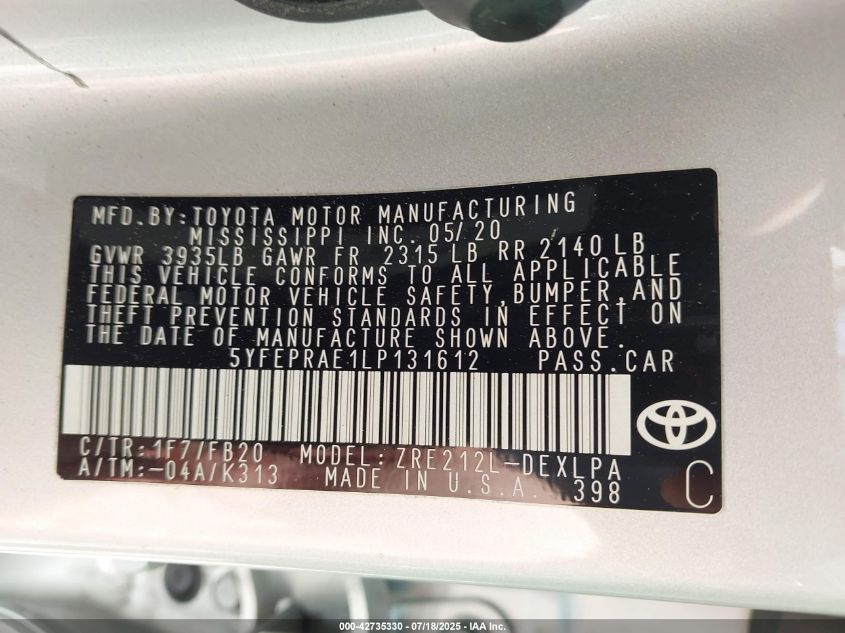 MFD.BY:TOYOTA MOTOR MANUFACTURING
MISSISSIPPI INC. 05/20
GVWR 3935LB GAWR FR 2315 LB RR 2140 LB
THIS VEHICLE CONFORMS TO ALL APPLICABLE
FEDERAL MOTOR VEHICLE SAFETY, BUMPER, AND
THEFT PREVENTION STANDARDS IN EFFECT ON
THE DATE OF MANUFACTURE SHOWN ABOVE.
5YFEPRAE1LP131612 PASS.CAR
C/TR:1F7/FB20 MODEL:ZRE212L-DEXLPA
A/TM:-04A/K313 MADE IN U.S.A. 398 C
000-42735330 - 07/18/2025 - IAA Inc.